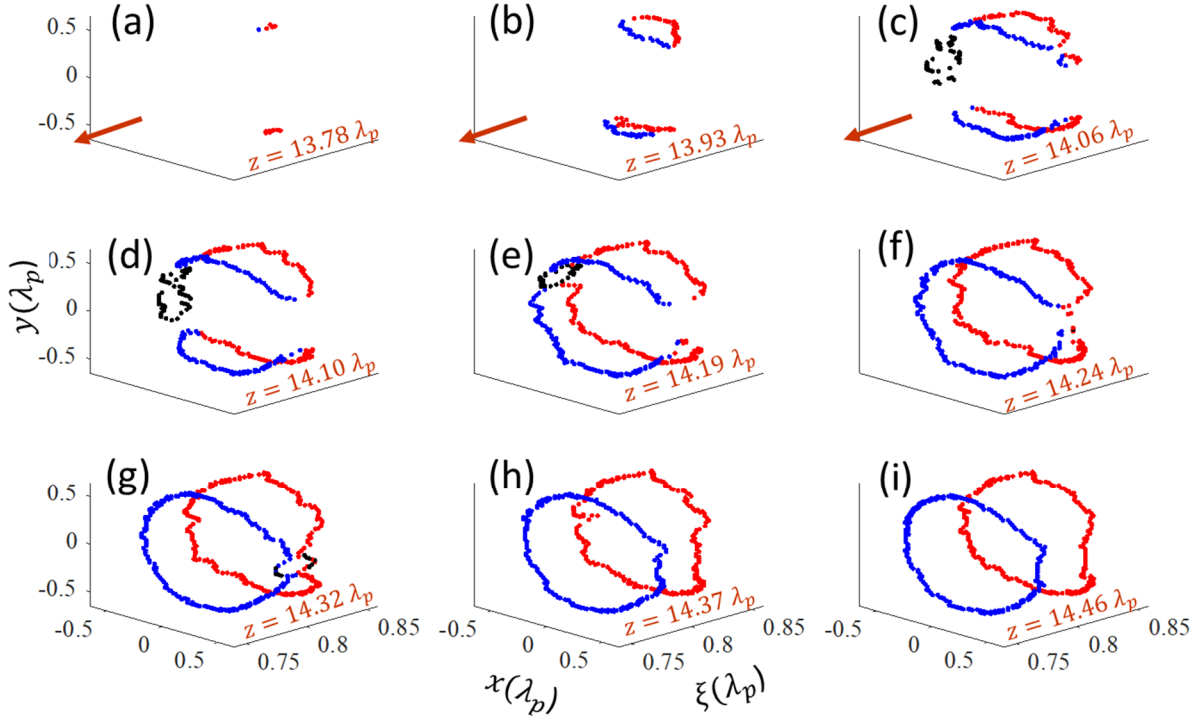 (a)
(b)
(c)
0.5
0
-0.5
z = 13.78 λp
z = 13.93 λp
z = 14.06 λp
(d)
(e)
(f)
y(λp)
0.5
0
-0.5
z = 14.10 λp
z = 14.19 λp
z = 14.24 λp
(g)
(h)
(i)
0.5
0
-0.5
z = 14.32 λp
z = 14.37 λp
z = 14.46 λp
-0.5 0 0.5 0.75 0.8 0.85
-0.5 0 0.5 0.75 0.8 0.85
-0.5 0 0.5 0.75 0.8 0.85
x(λp)
ξ(λp)